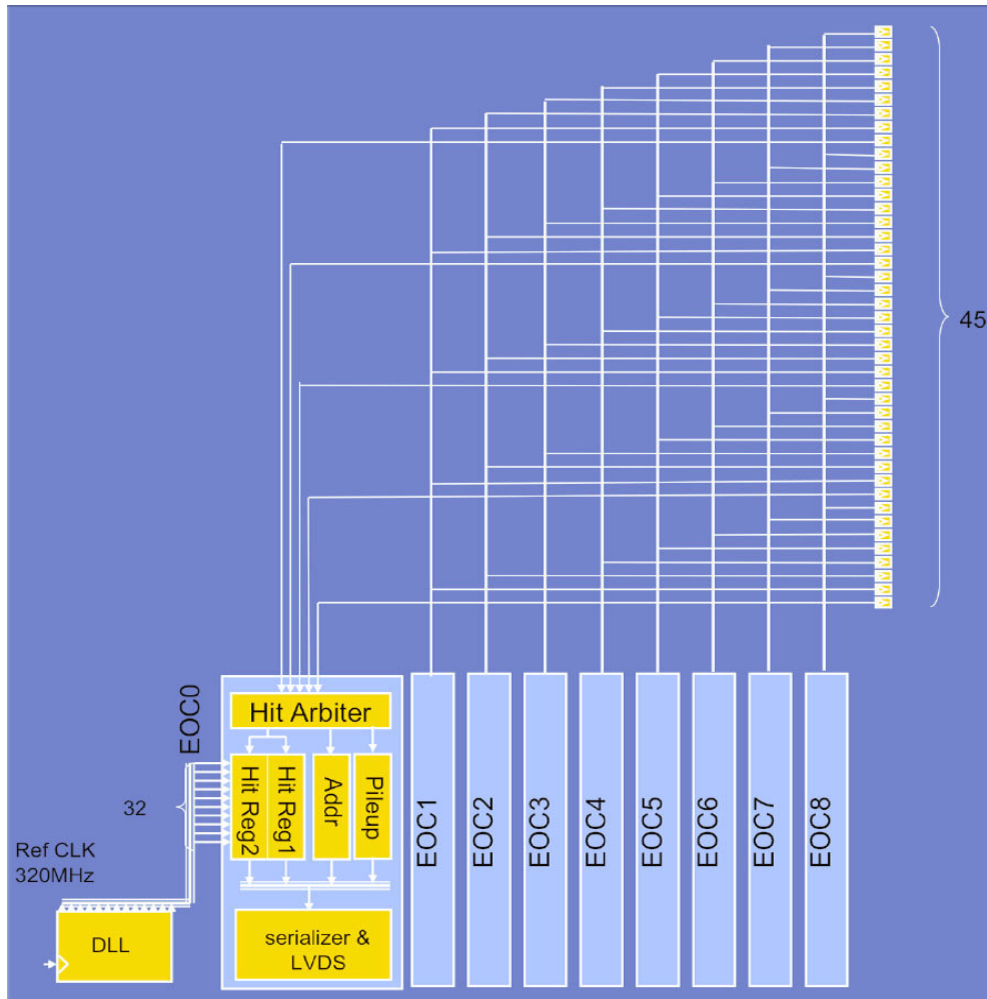 45
EOC0
Hit Arbiter
Hit Reg2
Hit Reg1
Addr
Pileup
32
Ref CLK
320MHz
DLL
serializer &
LVDS
EOC1
EOC2
EOC3
EOC4
EOC5
EOC6
EOC7
EOC8